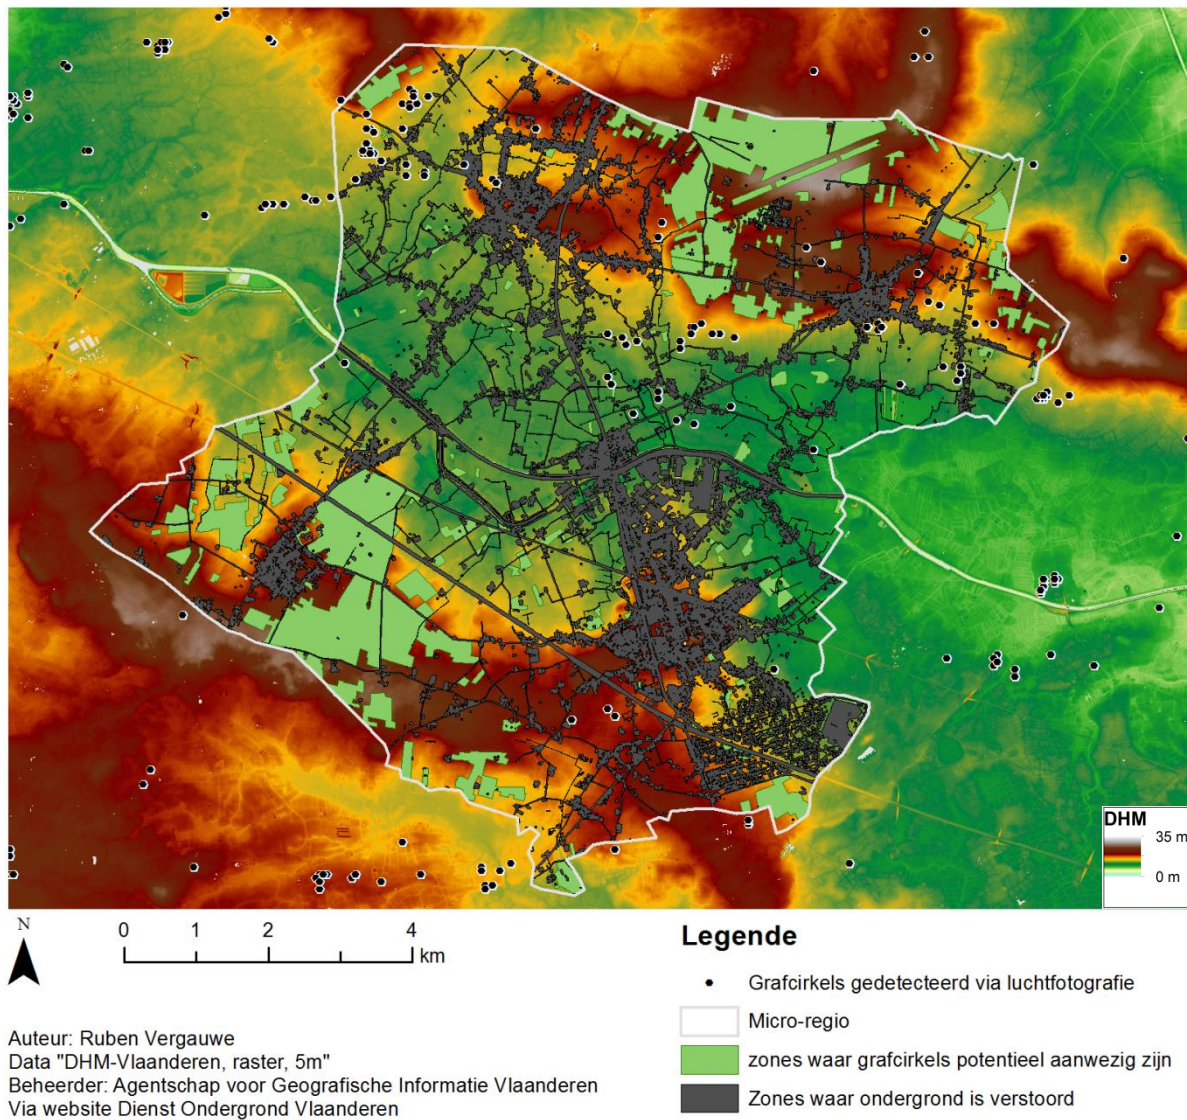 DHM
35 m
0 m
N
0 1 2 4
km
Legende
Grafcirkels gedetecteerd via luchtfotografie
Micro-regio
zones waar grafcirkels potentieel aanwezig zijn
Zones waar ondergrond is verstoord
Auteur: Ruben Vergauwe
Data "DHM-Vlaanderen, raster, 5m"
Beheerder: Agentschap voor Geografische Informatie Vlaanderen
Via website Dienst Ondergrond Vlaanderen